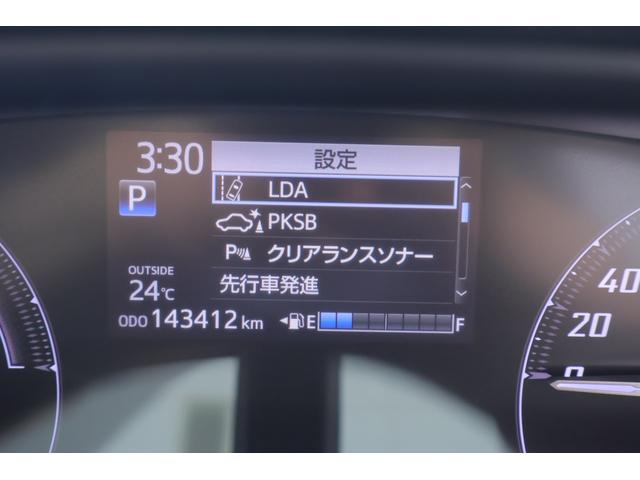 3:30
設定
LDA
P
PKSB
P クリアランスソナー
OUTSIDE
24℃
先行車発進
ODO 143412 km
E F
40
20
0